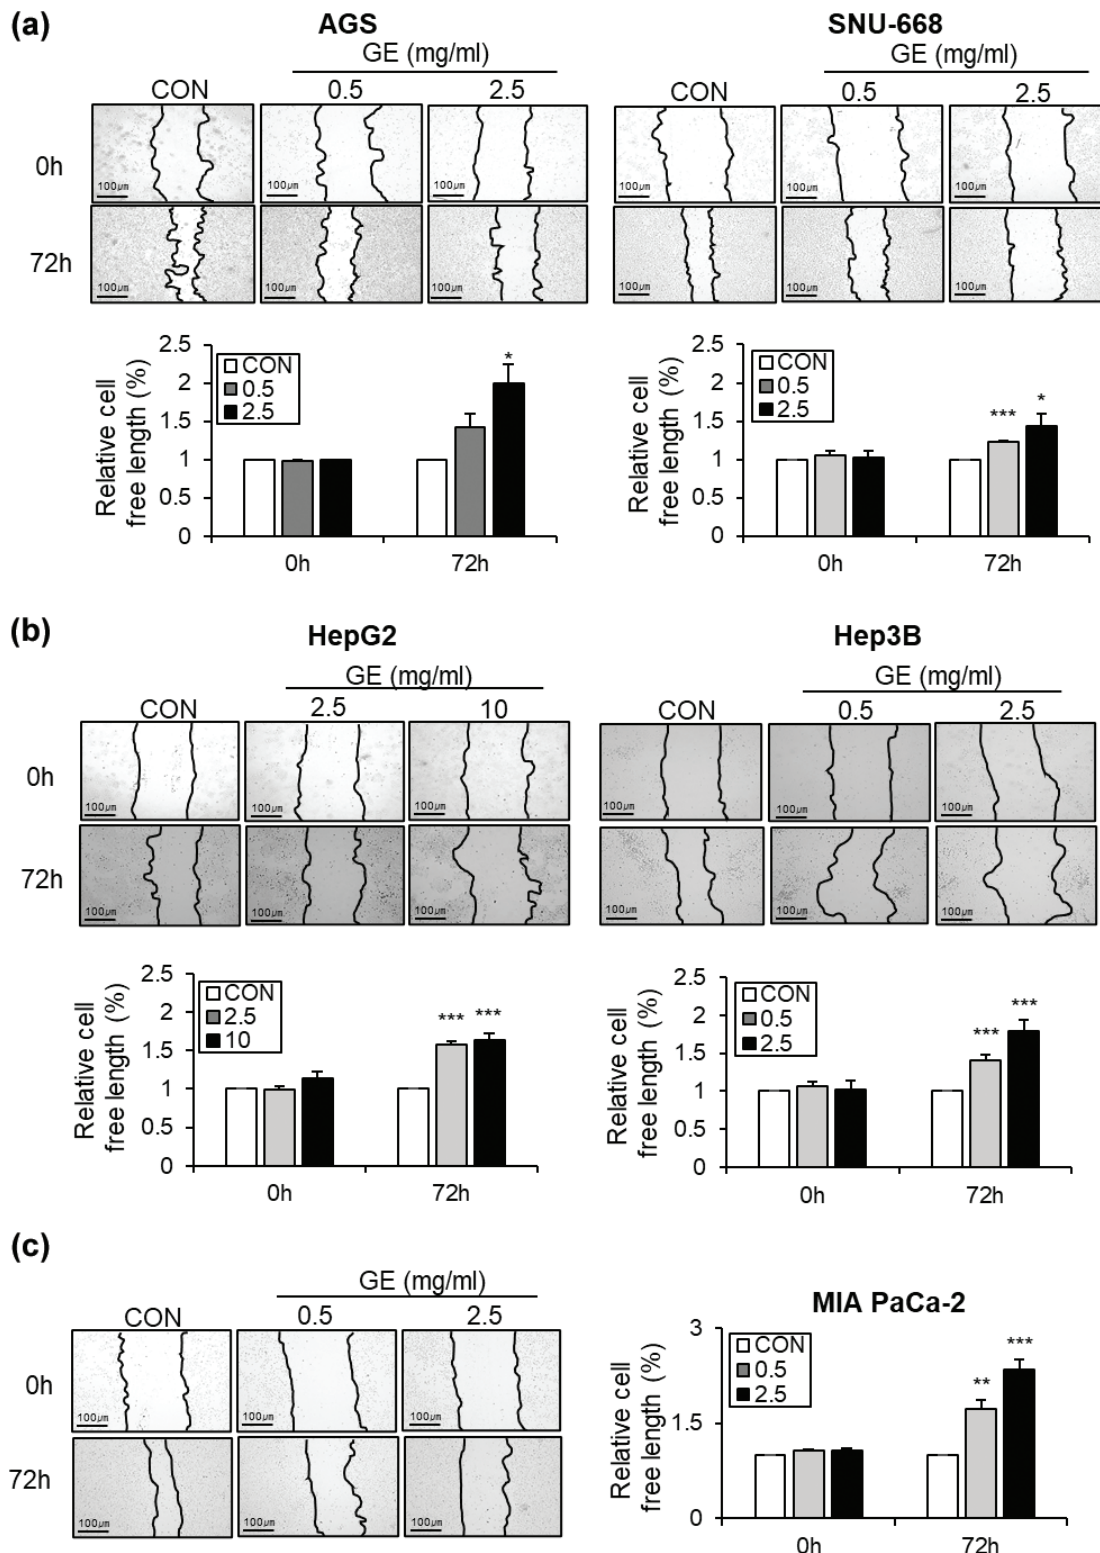 (a)
AGS
SNU-668
GE (mg/ml)
GE (mg/ml)
CON
0.5
2.5
CON
0.5
2.5
0h
100μm
100μm
100μm
100μm
100μm
100μm
72h
100μm
100μm
100μm
100μm
100μm
100μm
Relative cell
free length (%)
2.5
2
1.5
1
0.5
0
CON
0.5
2.5
*
0h
72h
Relative cell
free length (%)
2.5
2
1.5
1
0.5
0
CON
0.5
2.5
***
*
0h
72h
(b)
HepG2
Hep3B
GE (mg/ml)
GE (mg/ml)
CON
2.5
10
CON
0.5
2.5
0h
100μm
100μm
100μm
100μm
100μm
100μm
72h
100μm
100μm
100μm
100μm
100μm
100μm
Relative cell
free length (%)
2.5
2
1.5
1
0.5
0
CON
2.5
10
***
***
0h
72h
Relative cell
free length (%)
2.5
2
1.5
1
0.5
0
CON
0.5
2.5
***
***
0h
72h
(c)
GE (mg/ml)
CON
0.5
2.5
0h
100μm
100μm
100μm
72h
100μm
100μm
100μm
MIA PaCa-2
Relative cell
free length (%)
3
1.5
0
CON
0.5
2.5
**
***
0h
72h